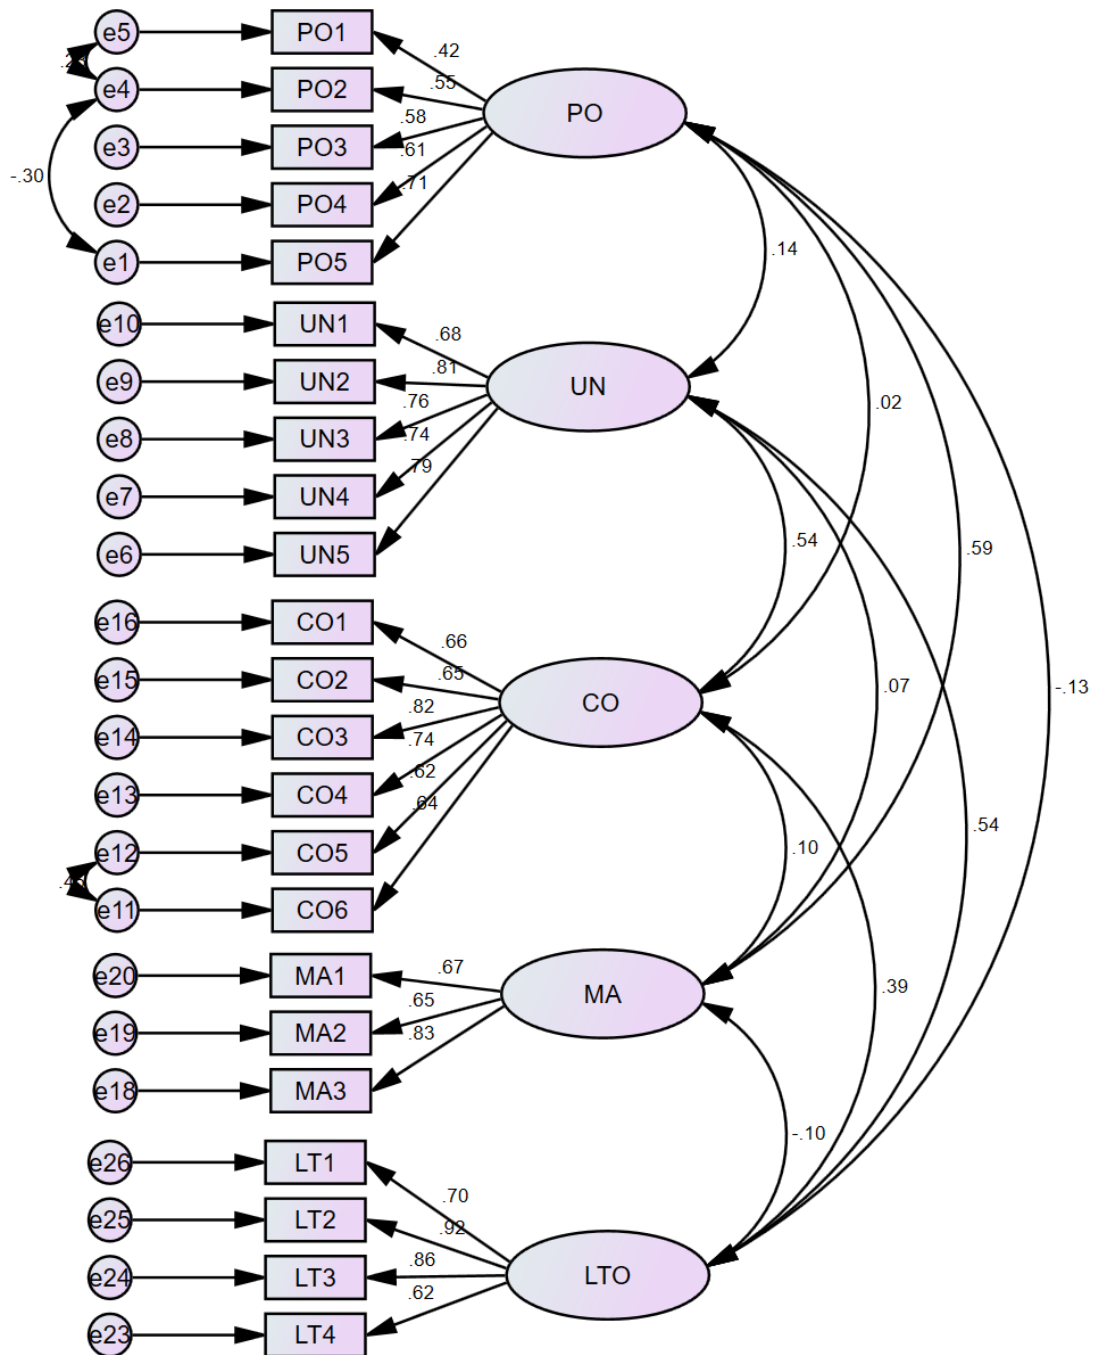 e5
PO1
.42
e4
PO2
.55
PO
e3
PO3
.58
-.30
e2
PO4
.61
e1
PO5
.71
.14
e10
UN1
.68
e9
UN2
.81
UN
.02
e8
UN3
.76
e7
UN4
.74
e6
UN5
.79
.54
.59
e16
CO1
.66
e15
CO2
.65
CO
.07
-.13
e14
CO3
.82
e13
CO4
.74
e12
CO5
.62
.10
.54
e11
CO6
.64
e20
MA1
.67
MA
.39
e19
MA2
.65
e18
MA3
.83
-.10
e26
LT1
.70
e25
LT2
.92
e24
LT3
.86
LTO
e23
LT4
.62